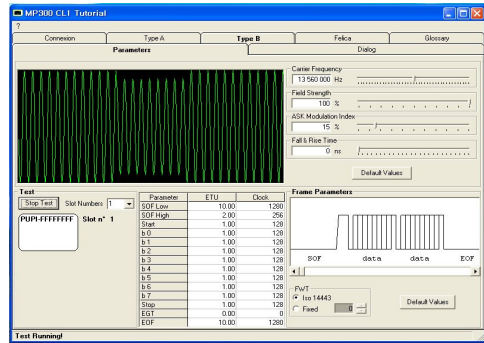 MP300 CLI Tutorial
?
Connexion Type A Type B Felica Glossary
Parameters Dialog
Carrier Frequency
13 560 000 Hz
Field Strength
100 %
ASK Modulation Index
15 %
Fall & Rise Time
0 ns
Default Values
Test
Stop Test Slot Numbers 1
PUPI-FFFFFFFF Slot n° 1
Parameter ETU Clock
SOF Low 10.00 1280
SOF High 2.00 256
Start 1.00 128
b 0 1.00 128
b 1 1.00 128
b 2 1.00 128
b 3 1.00 128
b 4 1.00 128
b 5 1.00 128
b 6 1.00 128
b 7 1.00 128
Stop 1.00 128
EGT 0.00 0
EOF 10.00 1280
Frame Parameters
SOF data data EOF
FWT
Iso 14443
Fixed 0
Default Values
Test Running!